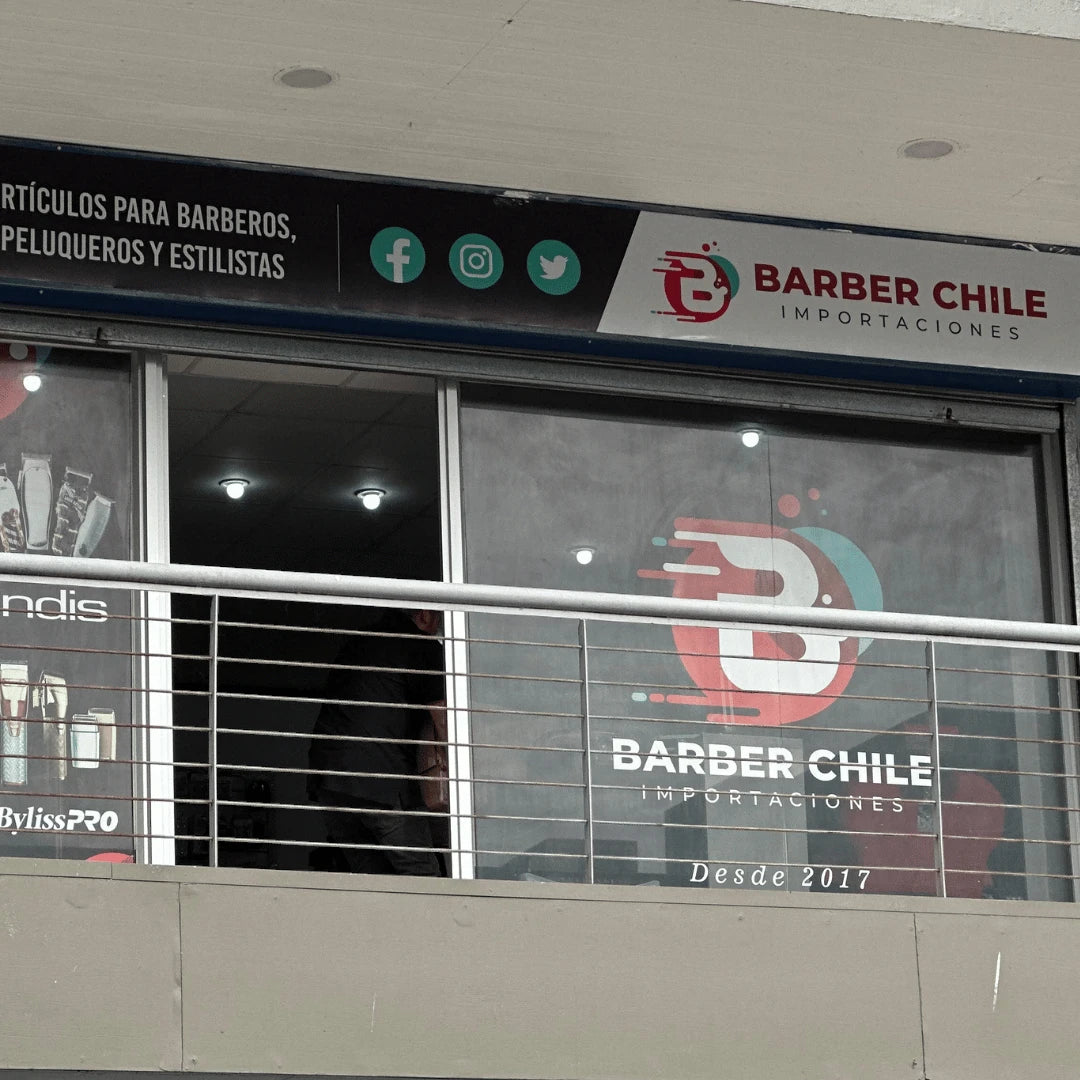 RTÍCULOS PARA BARBEROS,
PELUQUEROS Y ESTILISTAS
BARBER CHILE
IMPORTACIONES
ndis
BylissPRO
B
BARBER CHILE
IMPORTACIONES
Desde 2017